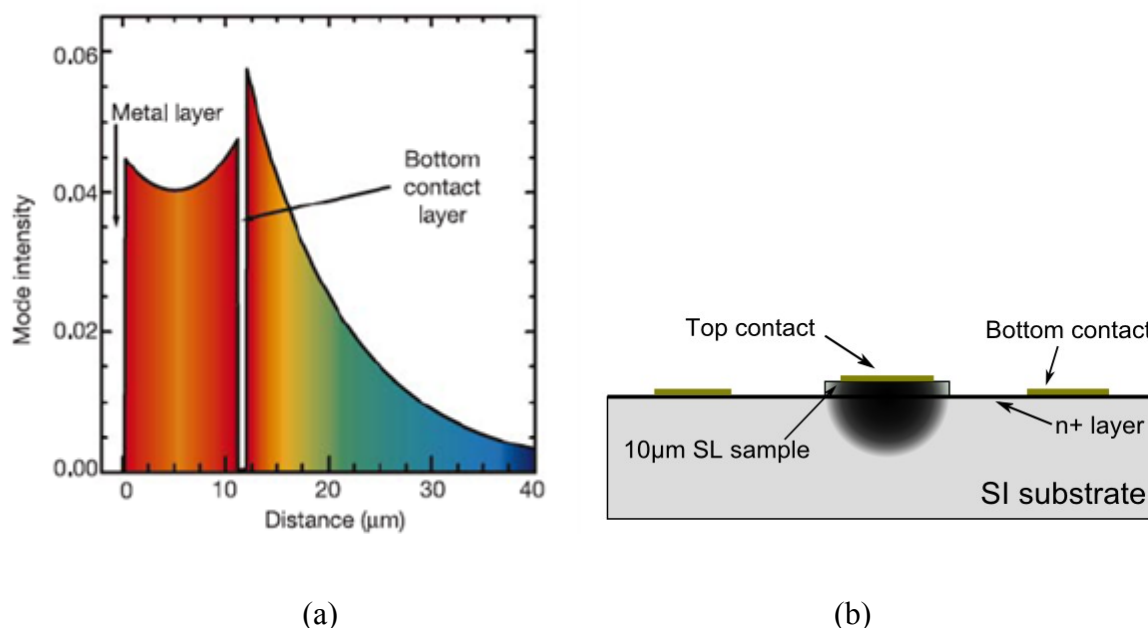 0.06
Metal layer
Bottom
contact
layer
0.04
Mode intensity
0.02
0.00
0 10 20 30 40
Distance (μm)
Top contact
Bottom contact
n+ layer
10μm SL sample
SI substrate
(a) (b)